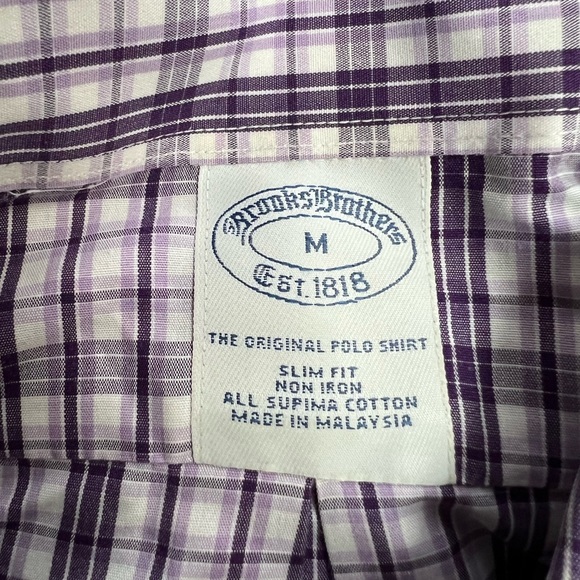 Brooks Brothers
M
Est. 1818
THE ORIGINAL POLO SHIRT
SLIM FIT
NON IRON
ALL SUPIMA COTTON
MADE IN MALAYSIA